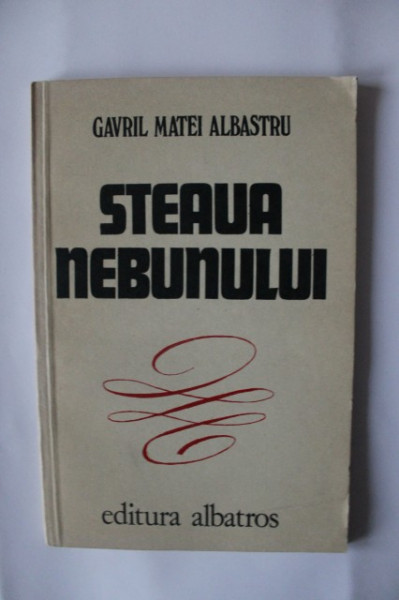 GAVRIL MATEI ALBASTRU
STEAUA
NEBUNULUI
editura albatros